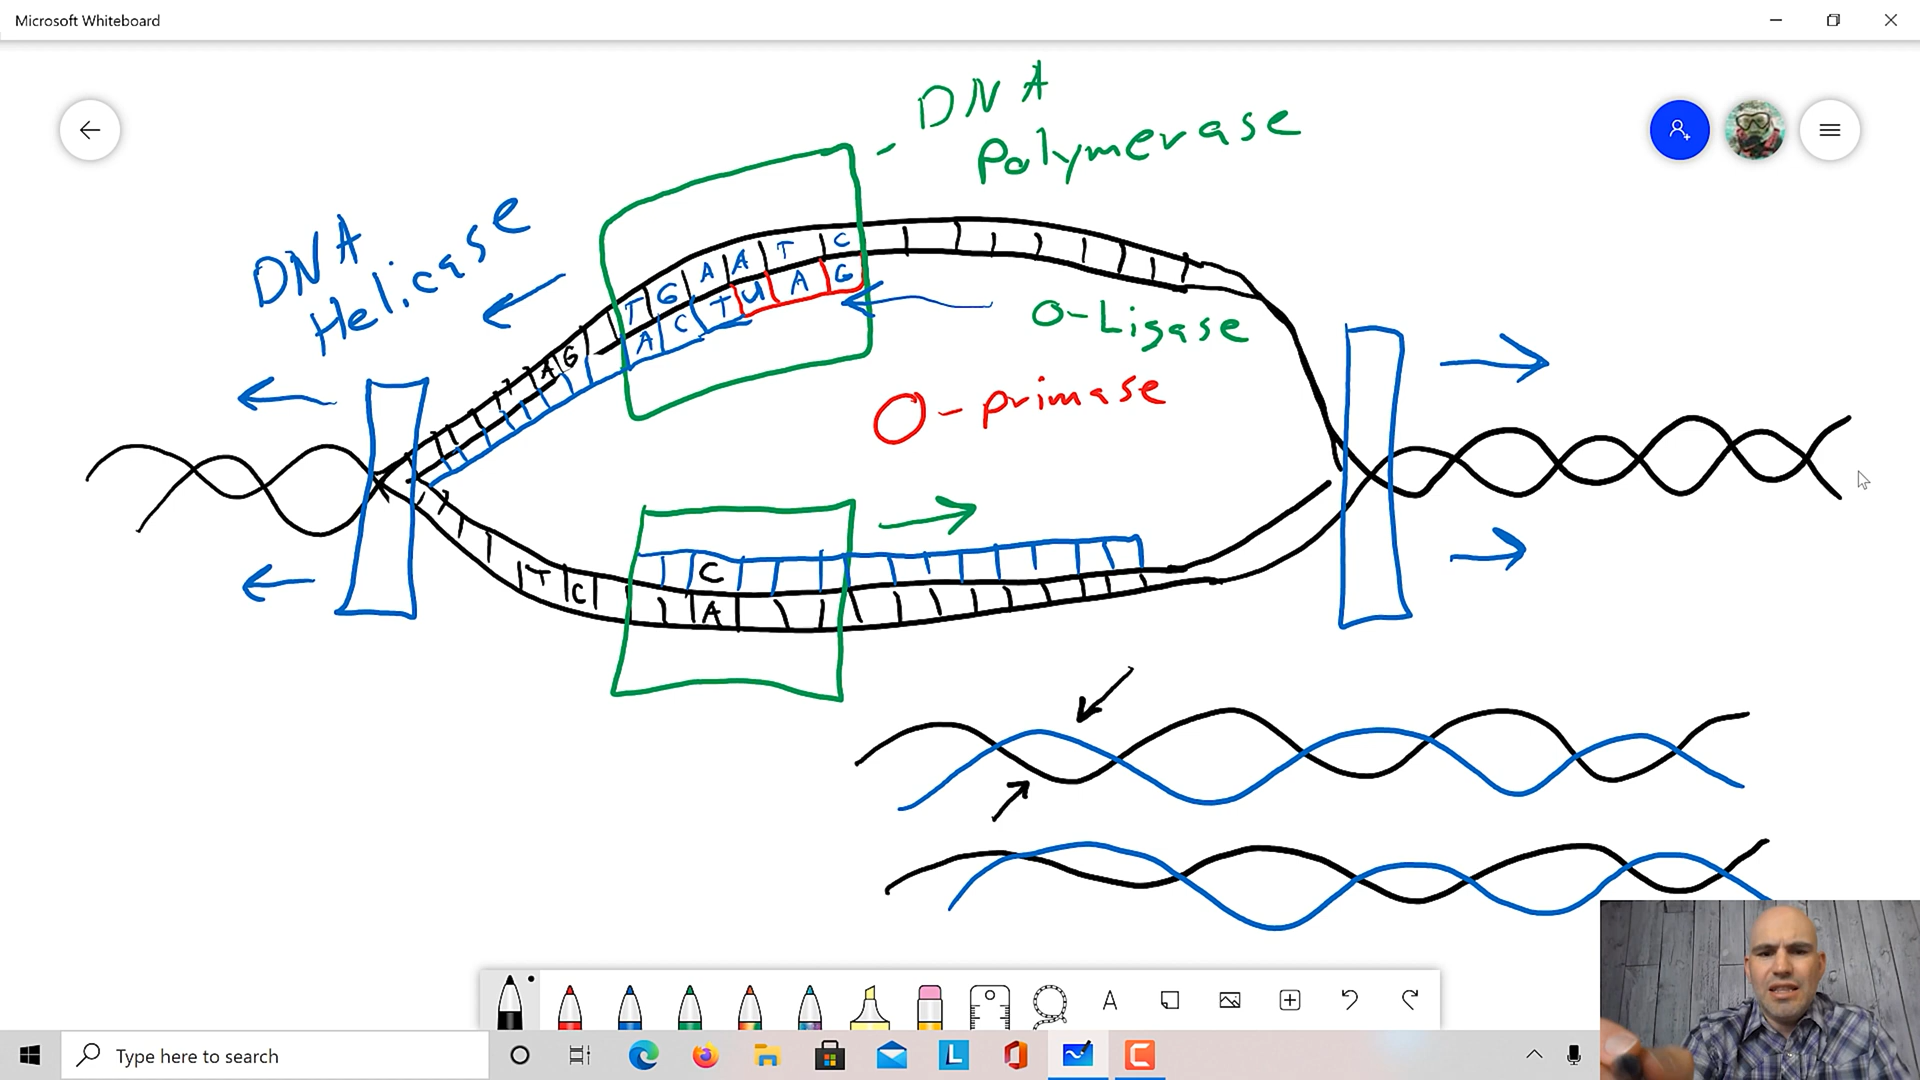 Microsoft Whiteboard
DNA
Polymerase
DNA
Helicase
T G A A T C
A C T U A G
A G
O-Ligase
O-primase
C
T C
A
A
Type here to search
L